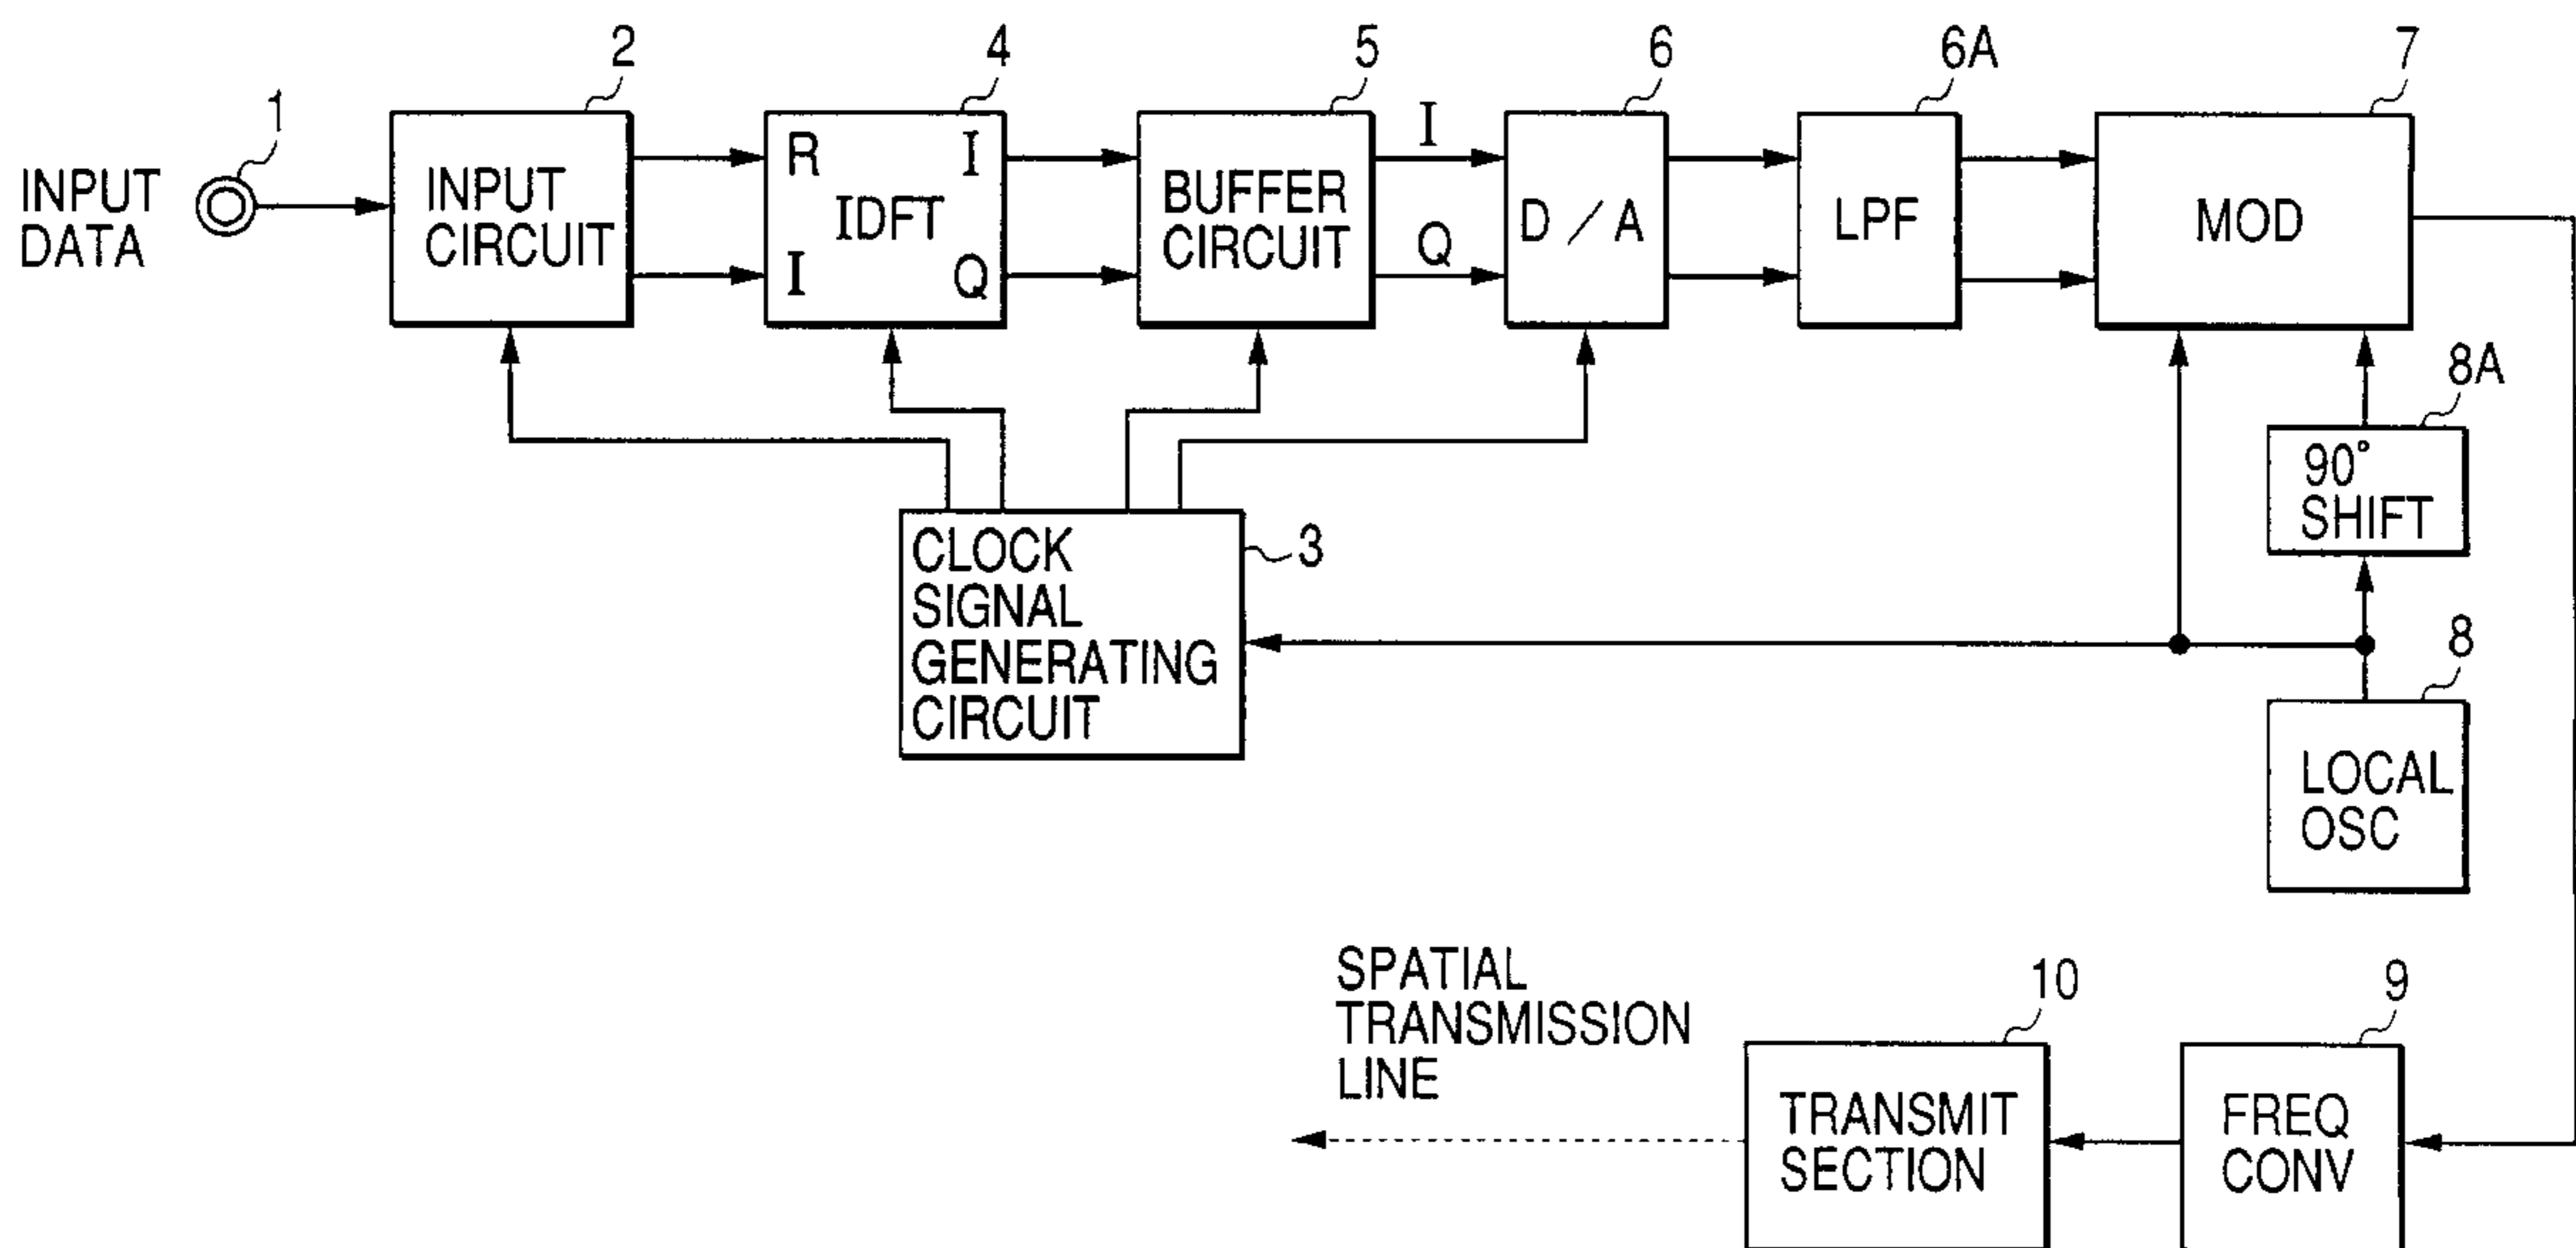 1
INPUT
DATA
2
INPUT
CIRCUIT
4
R
I
IDFT
I
Q
5
BUFFER
CIRCUIT
I
Q
6
D / A
6A
LPF
7
MOD
8A
90°
SHIFT
3
CLOCK
SIGNAL
GENERATING
CIRCUIT
8
LOCAL
OSC
SPATIAL
TRANSMISSION
LINE
10
TRANSMIT
SECTION
9
FREQ
CONV